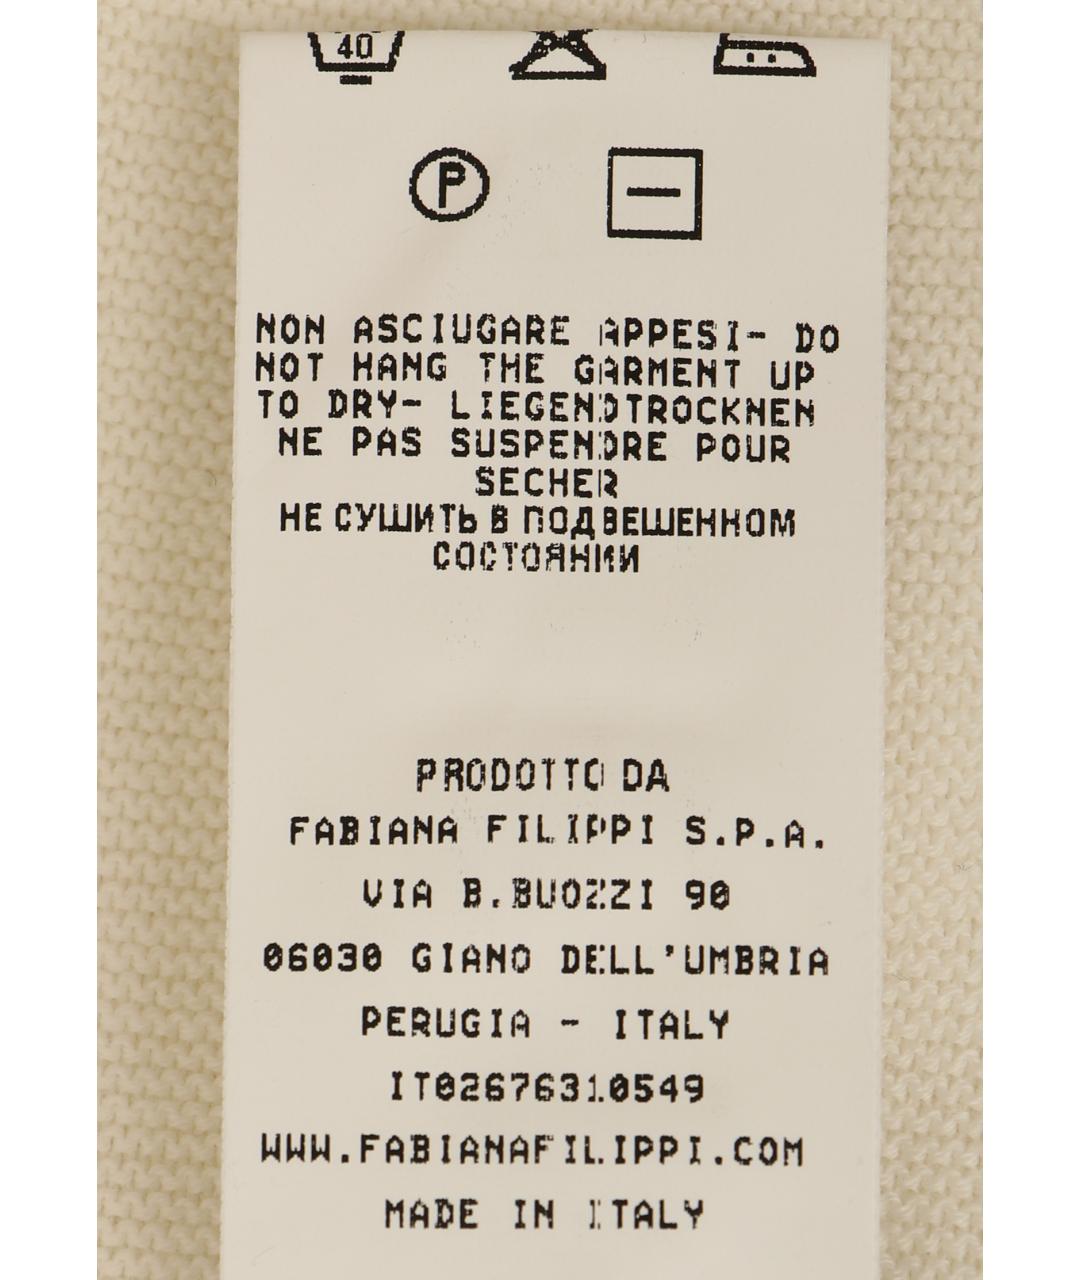 40
P
NON ASCIUGARE APPESI- DO
NOT HANG THE GARMENT UP
TO DRY- LIEGENDTROCKNEN
NE PAS SUSPENDRE POUR
SECHER
НЕ СУШИТЬ В ПОДВЕШЕННОМ
СОСТОЯНИИ
PRODOTTO DA
FABIANA FILIPPI S.P.A.
VIA B.BUOZZI 90
06030 GIANO DELL'UMBRIA
PERUGIA - ITALY
IT02676310549
WWW.FABIANAFILIPPI.COM
MADE IN ITALY